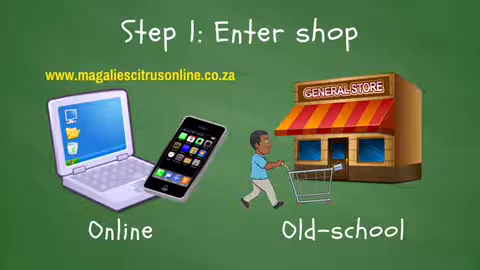 Step 1: Enter shop
www.magaliescitrusonline.co.za
GENERAL STORE
Online
Old-school